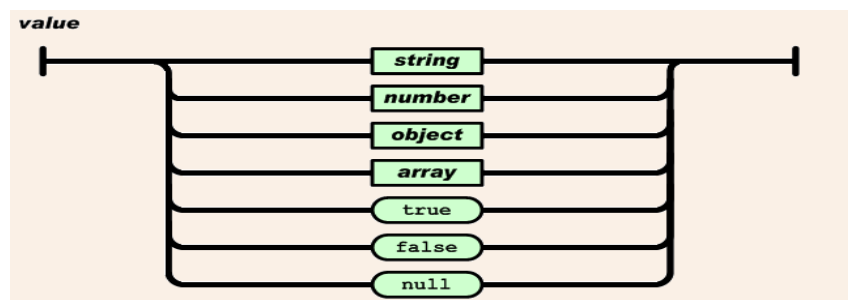 value
string
number
object
array
true
false
null